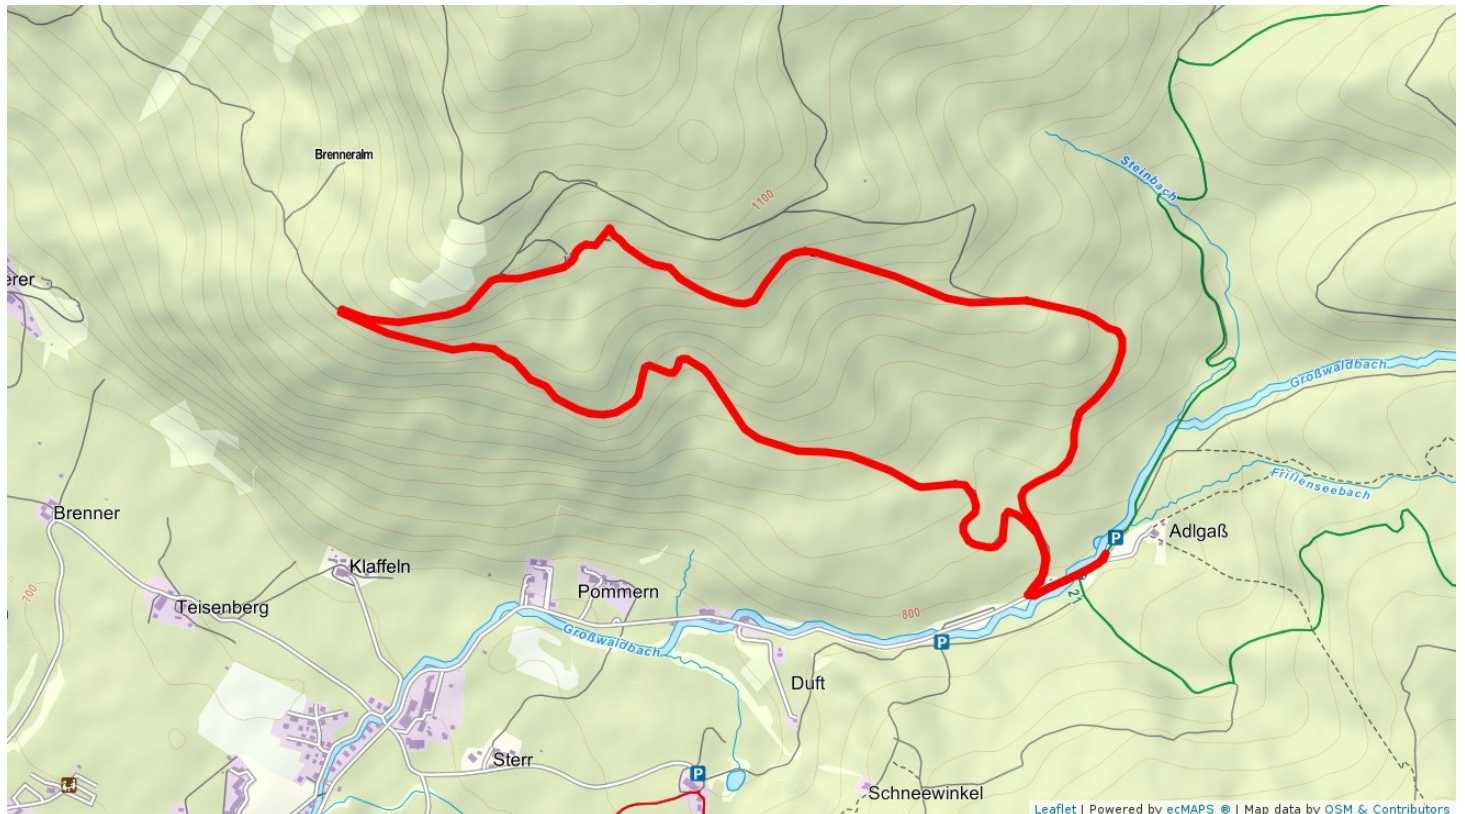 Brenneralm
Steinbach
1100
erer
Großwaldbach
Frillenseebach
Brenner
Adlgaß
P
Klaffeln
700
Teisenberg
Pommern
800
21
Großwaldbach
P
Duft
Sterr
P
Schneewinkel
Leaflet | Powered by ecMAPS ® | Map data by OSM & Contributors